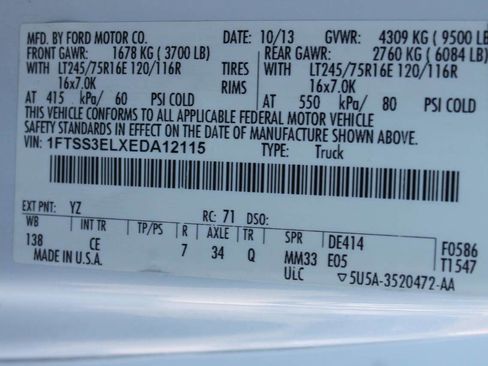 MFD. BY FORD MOTOR CO. DATE: 10/13 GVWR: 4309 KG ( 9500 LB)
FRONT GAWR: 1678 KG ( 3700 LB) REAR GAWR: 2760 KG ( 6084 LB)
WITH LT245/75R16E 120/116R TIRES WITH LT245/75R16E 120/116R
16x7.0K RIMS 16x7.0K
AT 415 kPa/ 60 PSI COLD AT 550 kPa/ 80 PSI COLD
THIS VEHICLE CONFORMS TO ALL APPLICABLE FEDERAL MOTOR VEHICLE
SAFETY STANDARDS IN EFFECT ON THE DATE OF MANUFACTURE SHOWN ABOVE.
VIN: 1FTSS3ELXEDA12115 TYPE: Truck
EXT PNT: YZ RC: 71 DSO:
WB INT TR TP/PS R AXLE TR SPR DE414 F0586
138 CE 7 34 Q MM33 E05 T1547
MADE IN U.S.A. ULC ▽5U5A-3520472-AA